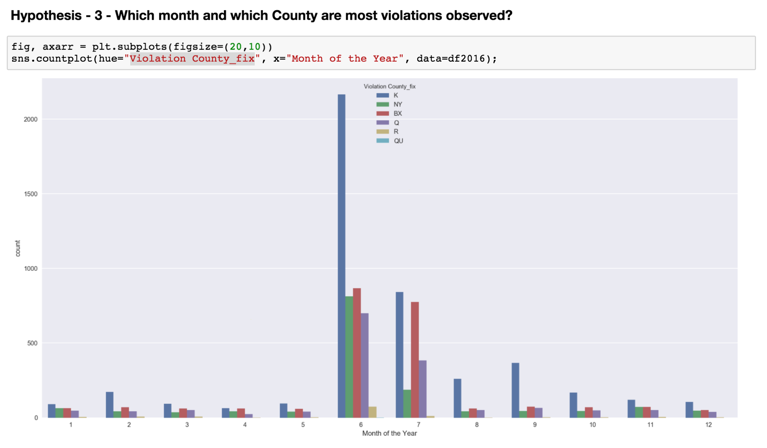 Hypothesis - 3 - Which month and which County are most violations observed?
fig, axarr = plt.subplots(figsize=(20,10))
sns.countplot(hue="Violation County_fix", x="Month of the Year", data=df2016);
Violation County_fix
K
NY
BX
Q
R
QU
2000
1500
1000
500
0
count
1 2 3 4 5 6 7 8 9 10 11 12
Month of the Year